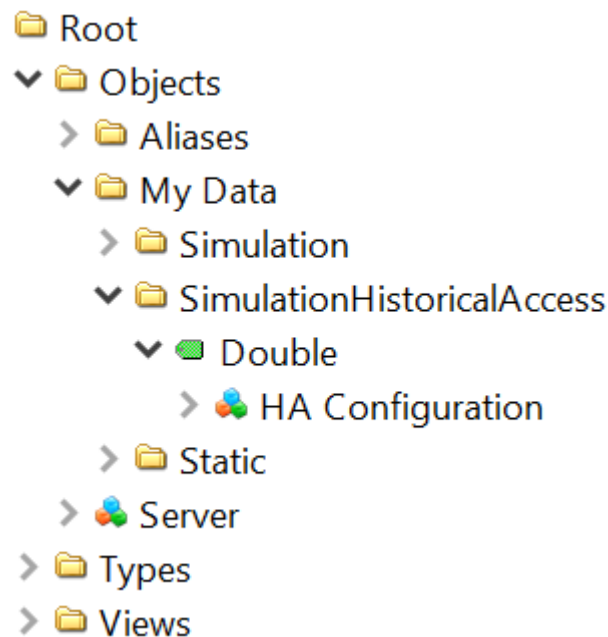 Root
Objects
Aliases
My Data
Simulation
SimulationHistoricalAccess
Double
HA Configuration
Static
Server
Types
Views